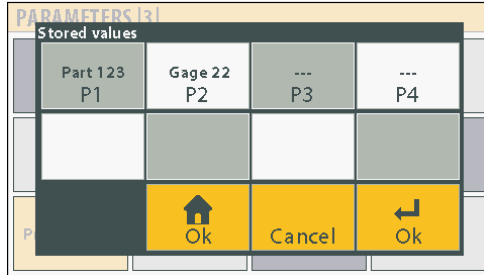 PARAMETERS |3|
Stored values
Part 123 Gage 22 --- ---
P1 P2 P3 P4
Ok Cancel Ok